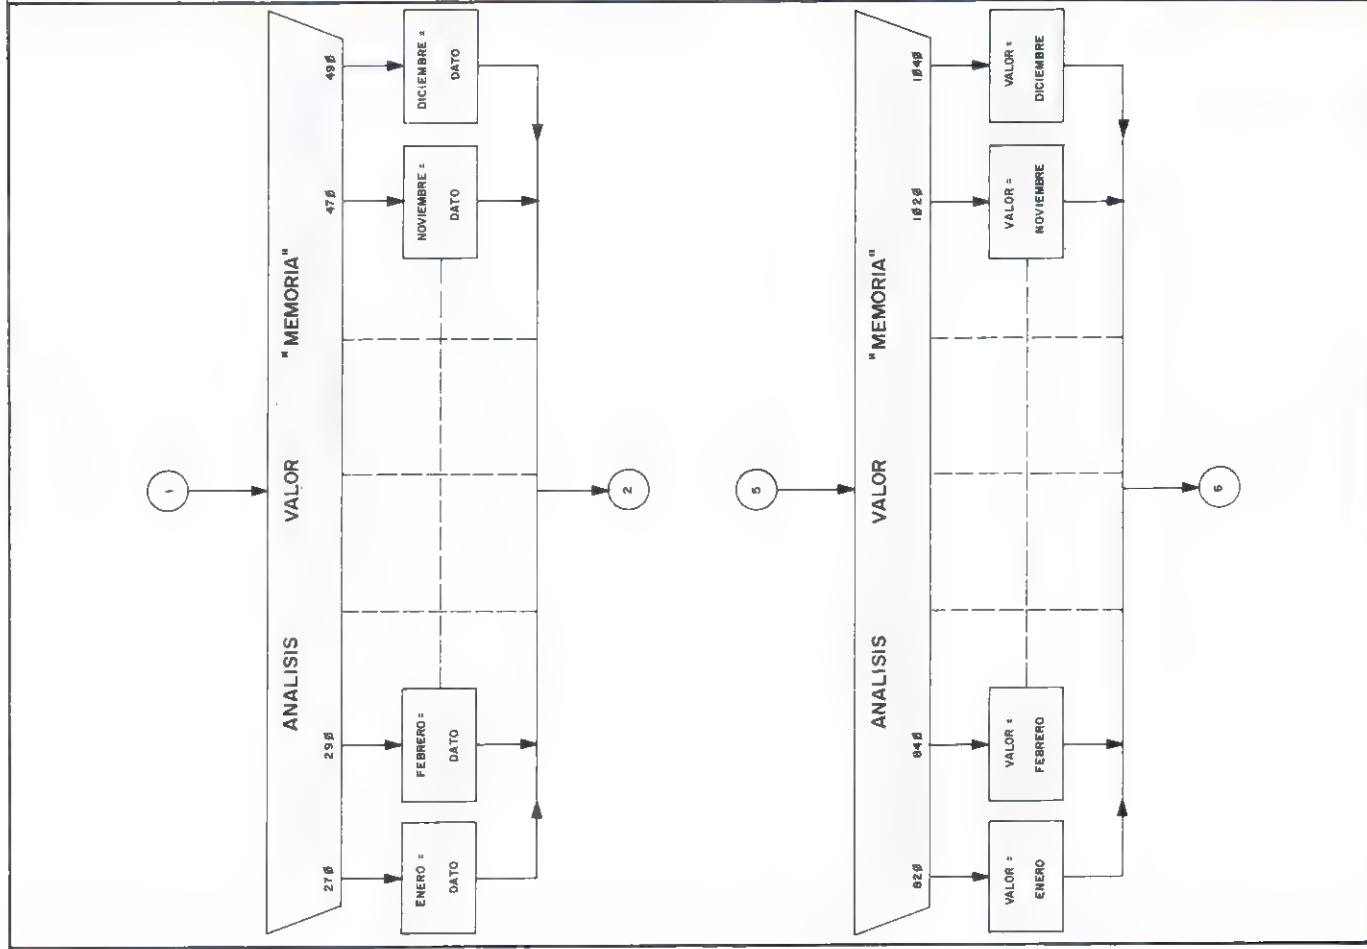 1
ANALISIS VALOR "MEMORIA"
27Ø 29Ø 47Ø 49Ø
ENERO =
DATO
FEBRERO =
DATO
NOVIEMBRE =
DATO
DICIEMBRE =
DATO
2
5
ANALISIS VALOR "MEMORIA"
82Ø 84Ø 1Ø2Ø 1Ø4Ø
VALOR =
ENERO
VALOR =
FEBRERO
VALOR =
NOVIEMBRE
VALOR =
DICIEMBRE
6